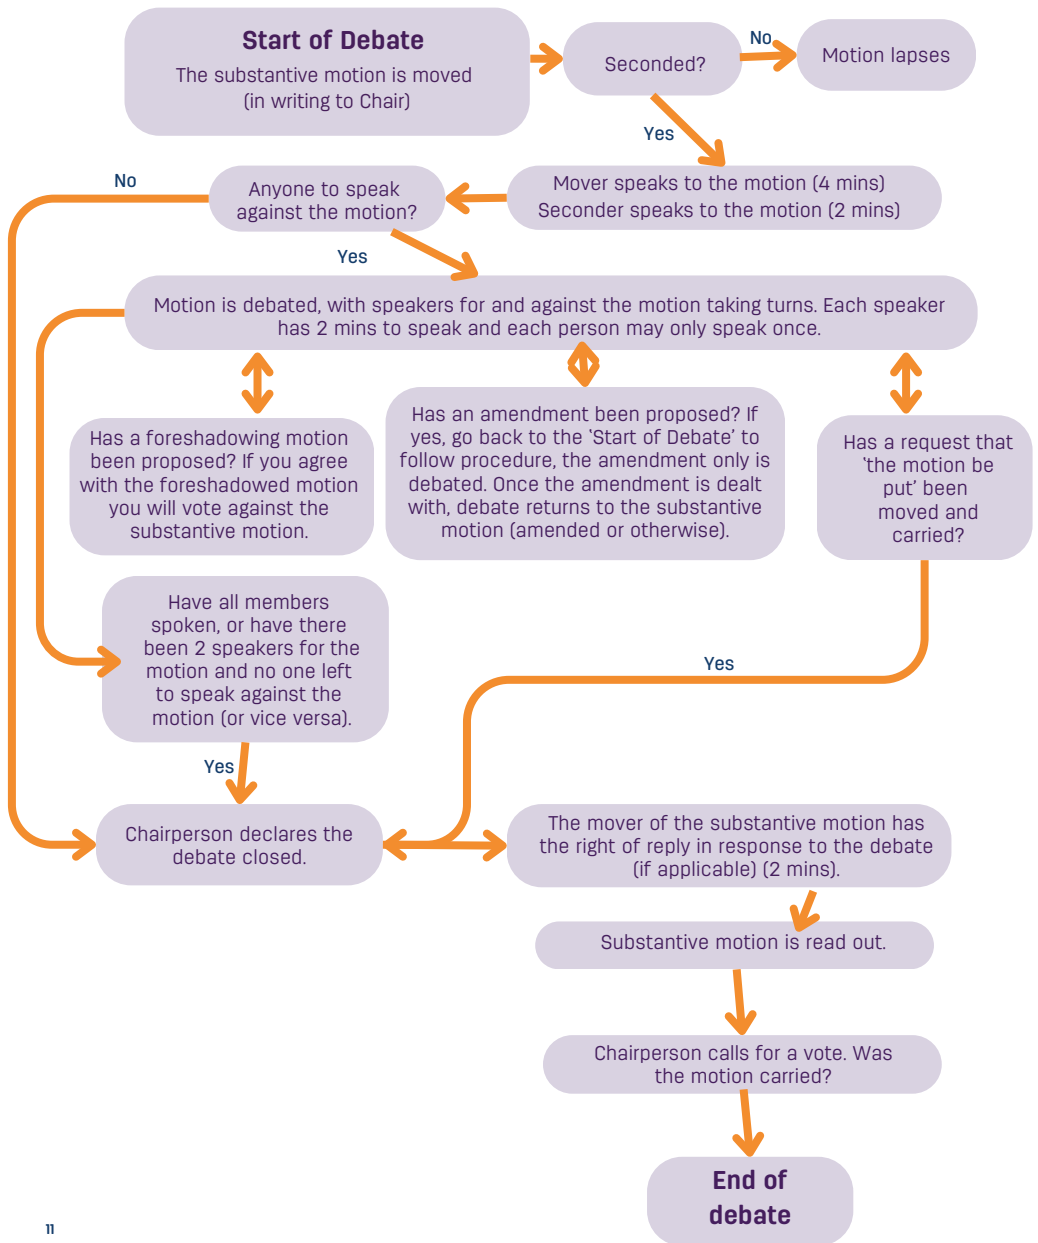 Start of Debate
The substantive motion is moved
(in writing to Chair)
Seconded?
No
Motion lapses
Yes
Mover speaks to the motion (4 mins)
Seconder speaks to the motion (2 mins)
Anyone to speak
against the motion?
No
Yes
Motion is debated, with speakers for and against the motion taking turns. Each speaker
has 2 mins to speak and each person may only speak once.
Has a foreshadowing motion
been proposed? If you agree
with the foreshadowed motion
you will vote against the
substantive motion.
Has an amendment been proposed? If
yes, go back to the ‘Start of Debate’ to
follow procedure, the amendment only is
debated. Once the amendment is dealt
with, debate returns to the substantive
motion (amended or otherwise).
Has a request that
‘the motion be
put’ been
moved and
carried?
Have all members
spoken, or have there
been 2 speakers for the
motion and no one left
to speak against the
motion (or vice versa).
Yes
Yes
Chairperson declares the
debate closed.
The mover of the substantive motion has
the right of reply in response to the debate
(if applicable) (2 mins).
Substantive motion is read out.
Chairperson calls for a vote. Was
the motion carried?
End of
debate
11